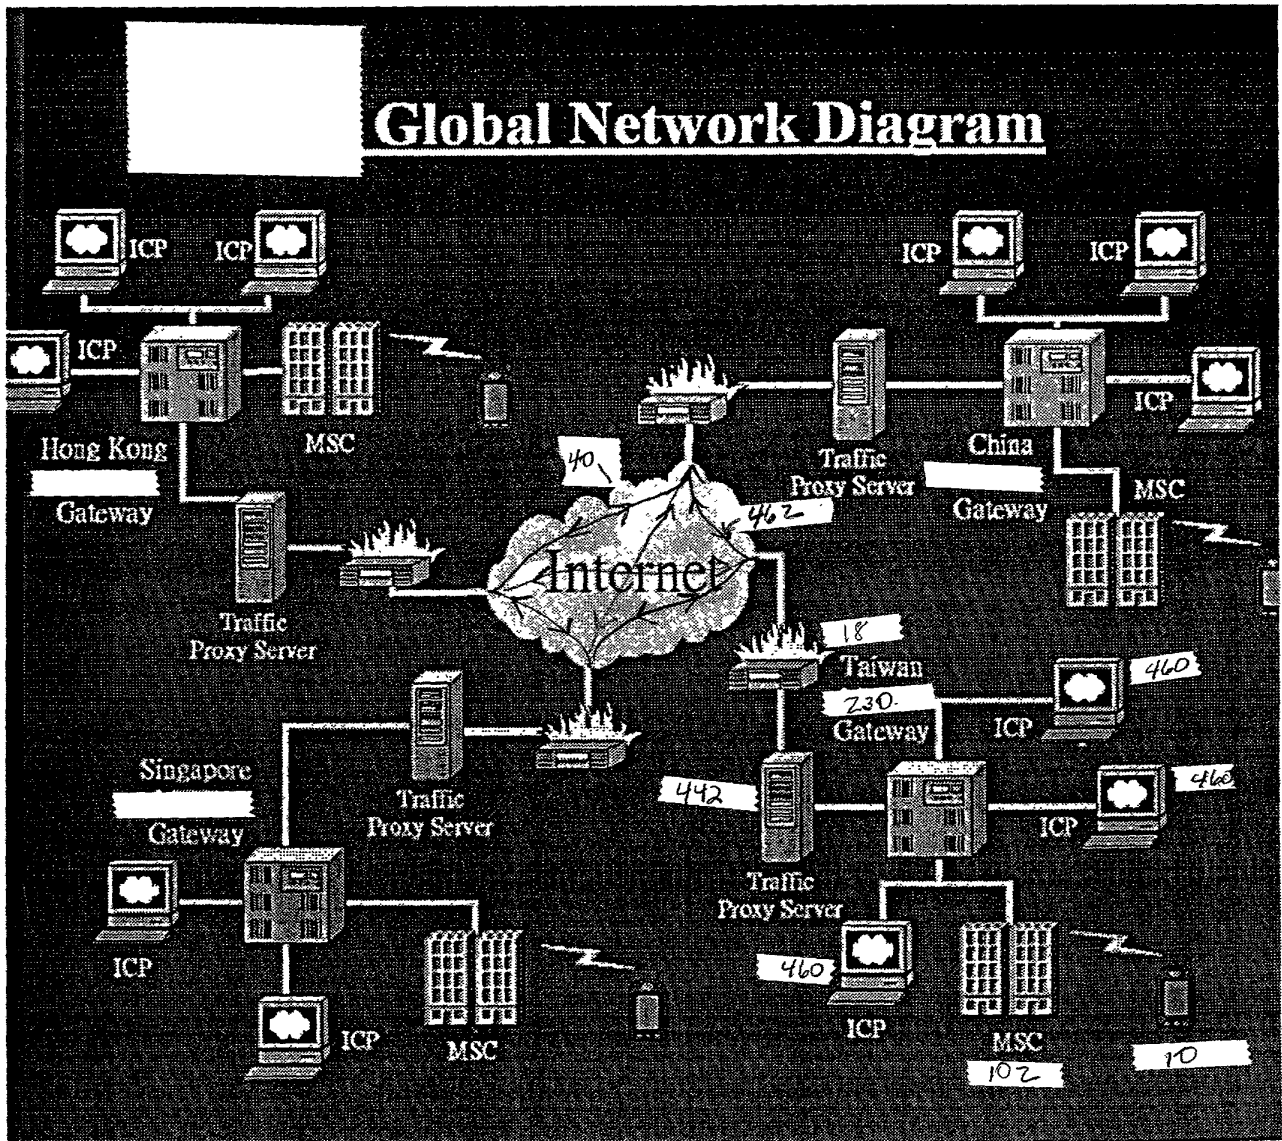 Global Network Diagram
ICP
ICP
ICP
Hong Kong
Gateway
MSC
Traffic
Proxy Server
ICP
ICP
ICP
Traffic
Proxy Server
China
Gateway
MSC
40
462
Internet
18
Taiwan
230
Gateway
460
ICP
460
ICP
442
Traffic
Proxy Server
460
ICP
MSC
102
10
Singapore
Gateway
Traffic
Proxy Server
ICP
ICP
MSC